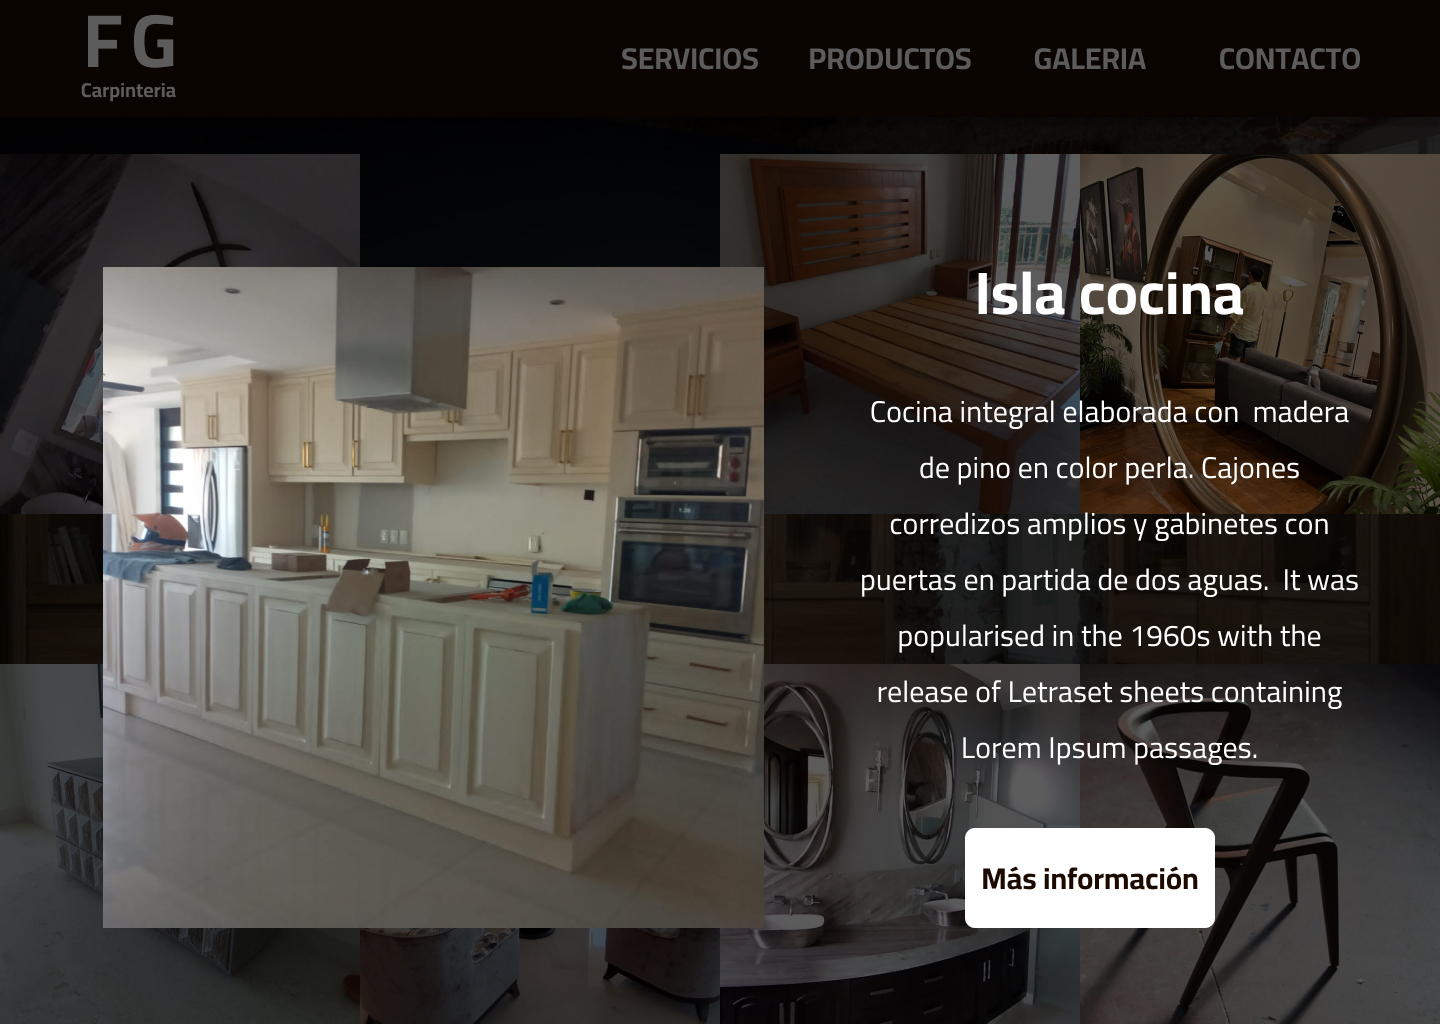 FG
Carpinteria
SERVICIOS PRODUCTOS GALERIA CONTACTO
Isla cocina
Cocina integral elaborada con  madera
de pino en color perla. Cajones
corredizos amplios y gabinetes con
puertas en partida de dos aguas.  It was
popularised in the 1960s with the
release of Letraset sheets containing
Lorem Ipsum passages.
Más información